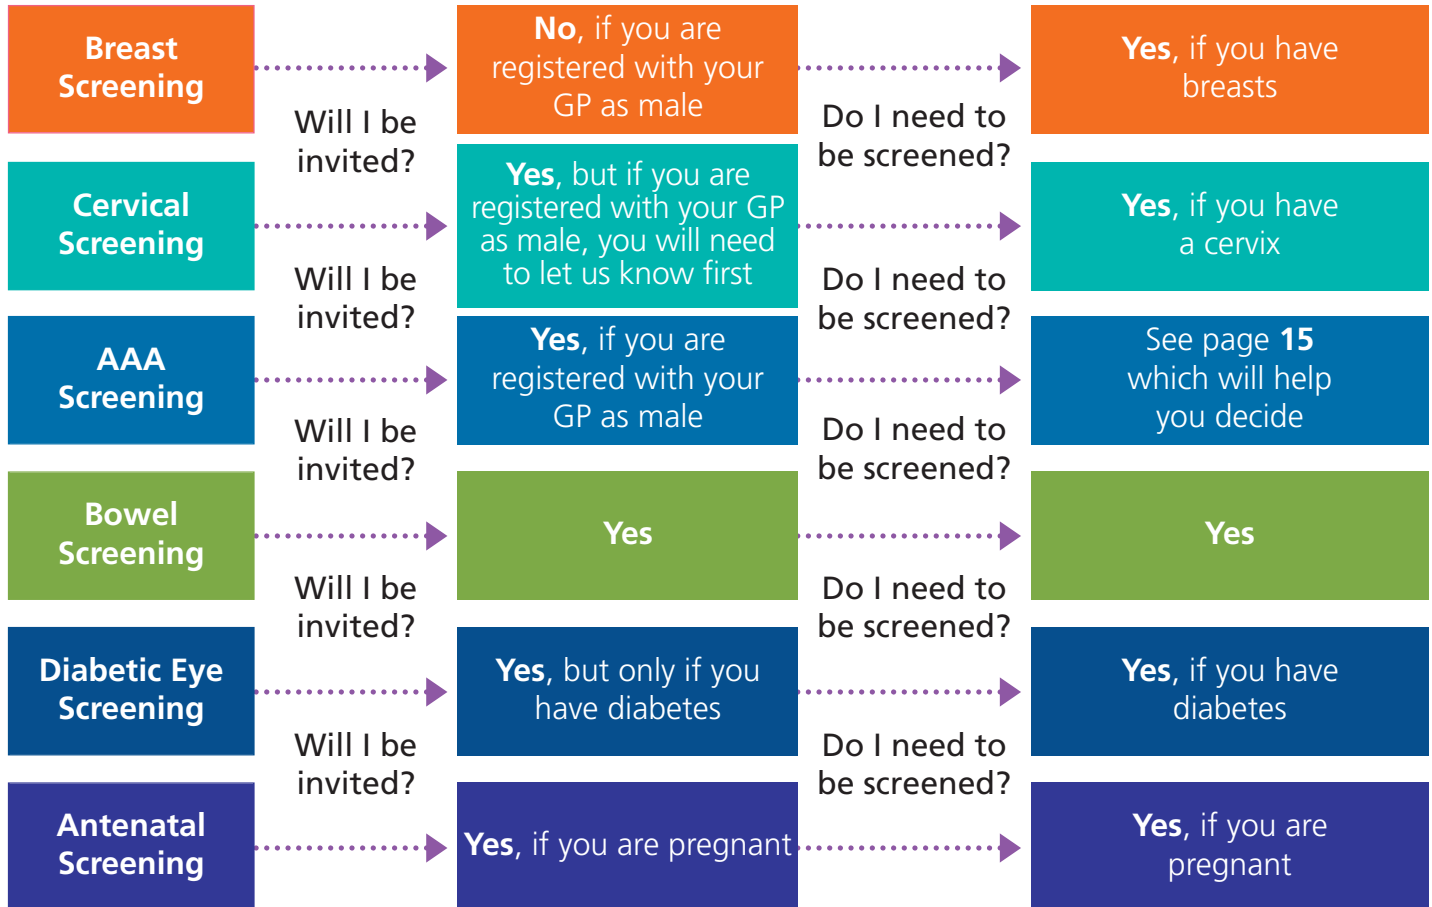 Breast
Screening
Will I be
invited?
No, if you are
registered with your
GP as male
Do I need to
be screened?
Yes, if you have
breasts
Cervical
Screening
Will I be
invited?
Yes, but if you are
registered with your GP
as male, you will need
to let us know first
Do I need to
be screened?
Yes, if you have
a cervix
AAA
Screening
Will I be
invited?
Yes, if you are
registered with your
GP as male
Do I need to
be screened?
See page 15
which will help
you decide
Bowel
Screening
Will I be
invited?
Yes
Do I need to
be screened?
Yes
Diabetic Eye
Screening
Will I be
invited?
Yes, but only if you
have diabetes
Do I need to
be screened?
Yes, if you have
diabetes
Antenatal
Screening
Yes, if you are pregnant
Yes, if you are
pregnant